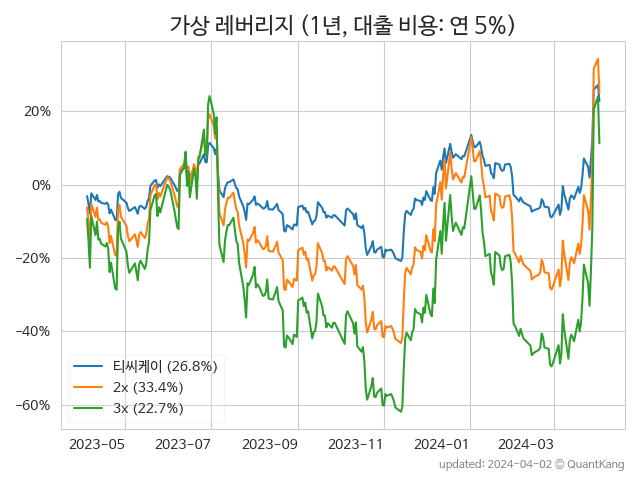 가상 레버리지 (1년, 대출 비용: 연 5%)
20%
0%
−20%
−40%
−60%
티씨케이 (26.8%)
2x (33.4%)
3x (22.7%)
2023-05 2023-07 2023-09 2023-11 2024-01 2024-03
updated: 2024-04-02 © QuantKang